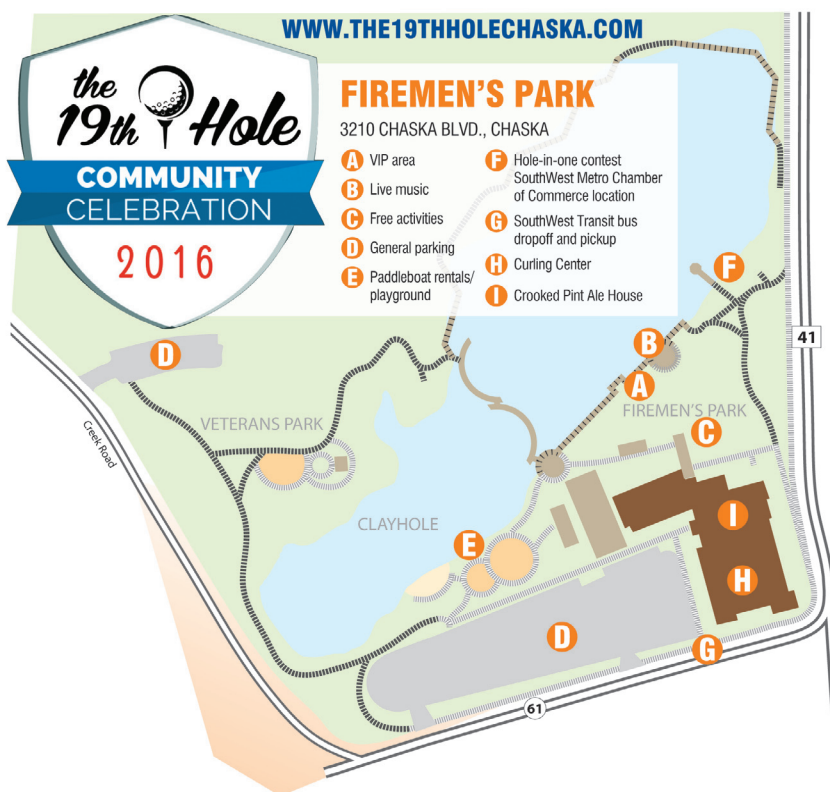 WWW.THE19THHOLECHASKA.COM
the
19th Hole
COMMUNITY
CELEBRATION
2016
FIREMEN'S PARK
3210 CHASKA BLVD., CHASKA
A VIP area
B Live music
C Free activities
D General parking
E Paddleboat rentals/
playground
F Hole-in-one contest
SouthWest Metro Chamber
of Commerce location
G SouthWest Transit bus
dropoff and pickup
H Curling Center
I Crooked Pint Ale House
F
41
B
D
A
FIREMEN'S PARK
VETERANS PARK
C
Creek Road
I
CLAYHOLE
E
H
D
G
61